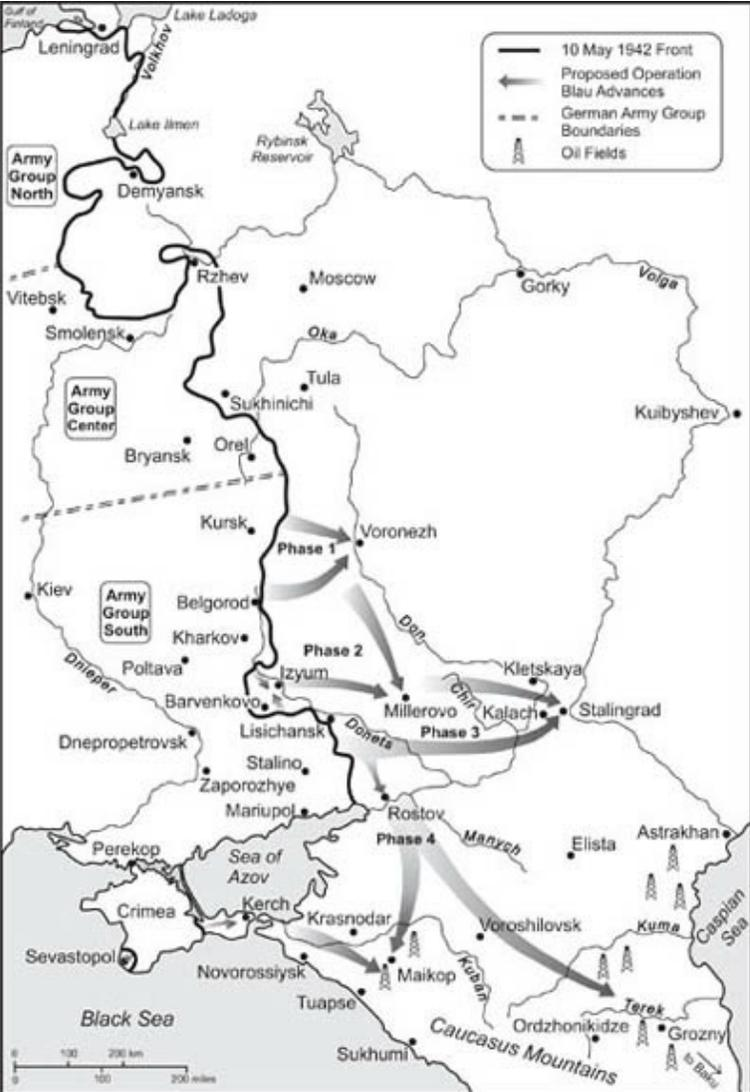 Gulf of
Finland
Lake Ladoga
Leningrad
Volkhov
Lake Ilmen
Rybinsk
Reservoir
10 May 1942 Front
Proposed Operation
Blau Advances
German Army Group
Boundaries
Oil Fields
Army
Group
North
Demyansk
Rzhev
Moscow
Gorky
Volga
Vitebsk
Smolensk
Oka
Tula
Army
Group
Center
Sukhinichi
Kuibyshev
Bryansk
Orel
Kursk
Voronezh
Phase 1
Kiev
Army
Group
South
Belgorod
Kharkov
Don
Phase 2
Poltava
Dnieper
Izyum
Kletskaya
Chir
Barvenkovo
Millerovo
Kalach
Stalingrad
Lisichansk
Donets
Phase 3
Dnepropetrovsk
Stalino
Zaporozhye
Mariupol
Rostov
Phase 4
Manych
Elista
Astrakhan
Perekop
Sea of
Azov
Caspian
Sea
Crimea
Kerch
Krasnodar
Voroshilovsk
Kuma
Sevastopol
Novorossiysk
Maikop
Kuban
Tuapse
Terek
Black Sea
Ordzhonikidze
Grozny
Caucasus Mountains
to Baku
Sukhumi
0 100 200 km
0 100 200 miles